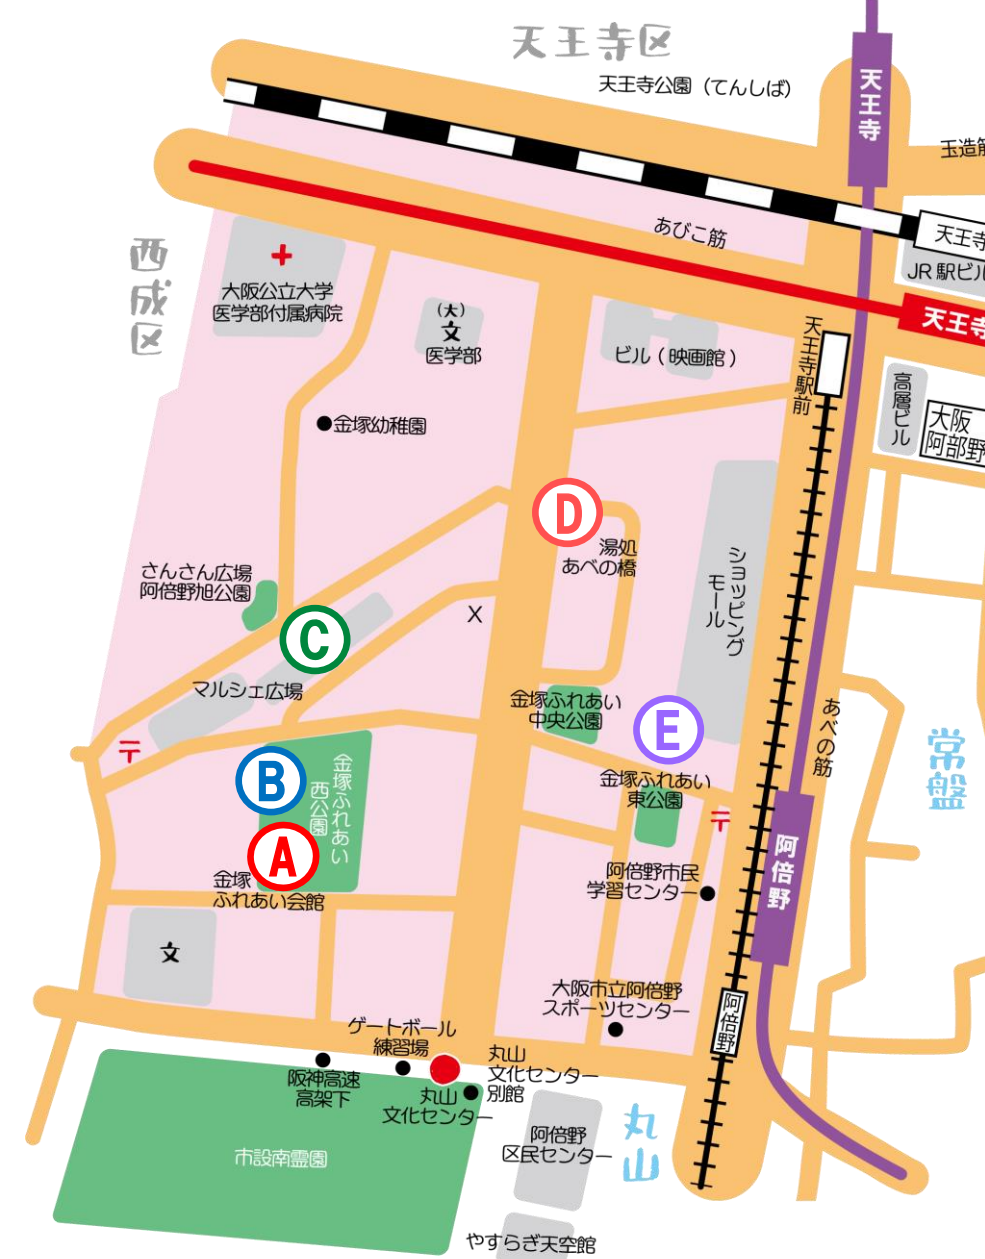 天王寺区
天王寺公園（てんしば）
天王寺
玉造筋
天王寺
JR駅ビル
あびこ筋
天王寺
西成区
大阪公立大学
医学部付属病院
（大）
文
医学部
ビル（映画館）
天王寺駅前
高層ビル
大阪
阿部野
金塚幼稚園
D
湯処
あべの橋
ショッピング
モール
さんさん広場
阿倍野旭公園
X
C
マルシェ広場
〒
金塚ふれあい
中央公園
E
あべの筋
常盤
B
金塚ふれあい
西公園
金塚ふれあい
東公園
〒
A
金塚
ふれあい会館
阿倍野市民
学習センター
阿倍野
文
大阪市立阿倍野
スポーツセンター
阿倍野
ゲートボール
練習場
阪神高速
高架下
丸山
文化センター
丸山
文化センター
別館
丸山
阿倍野
区民センター
市設南霊園
やすらぎ天空館